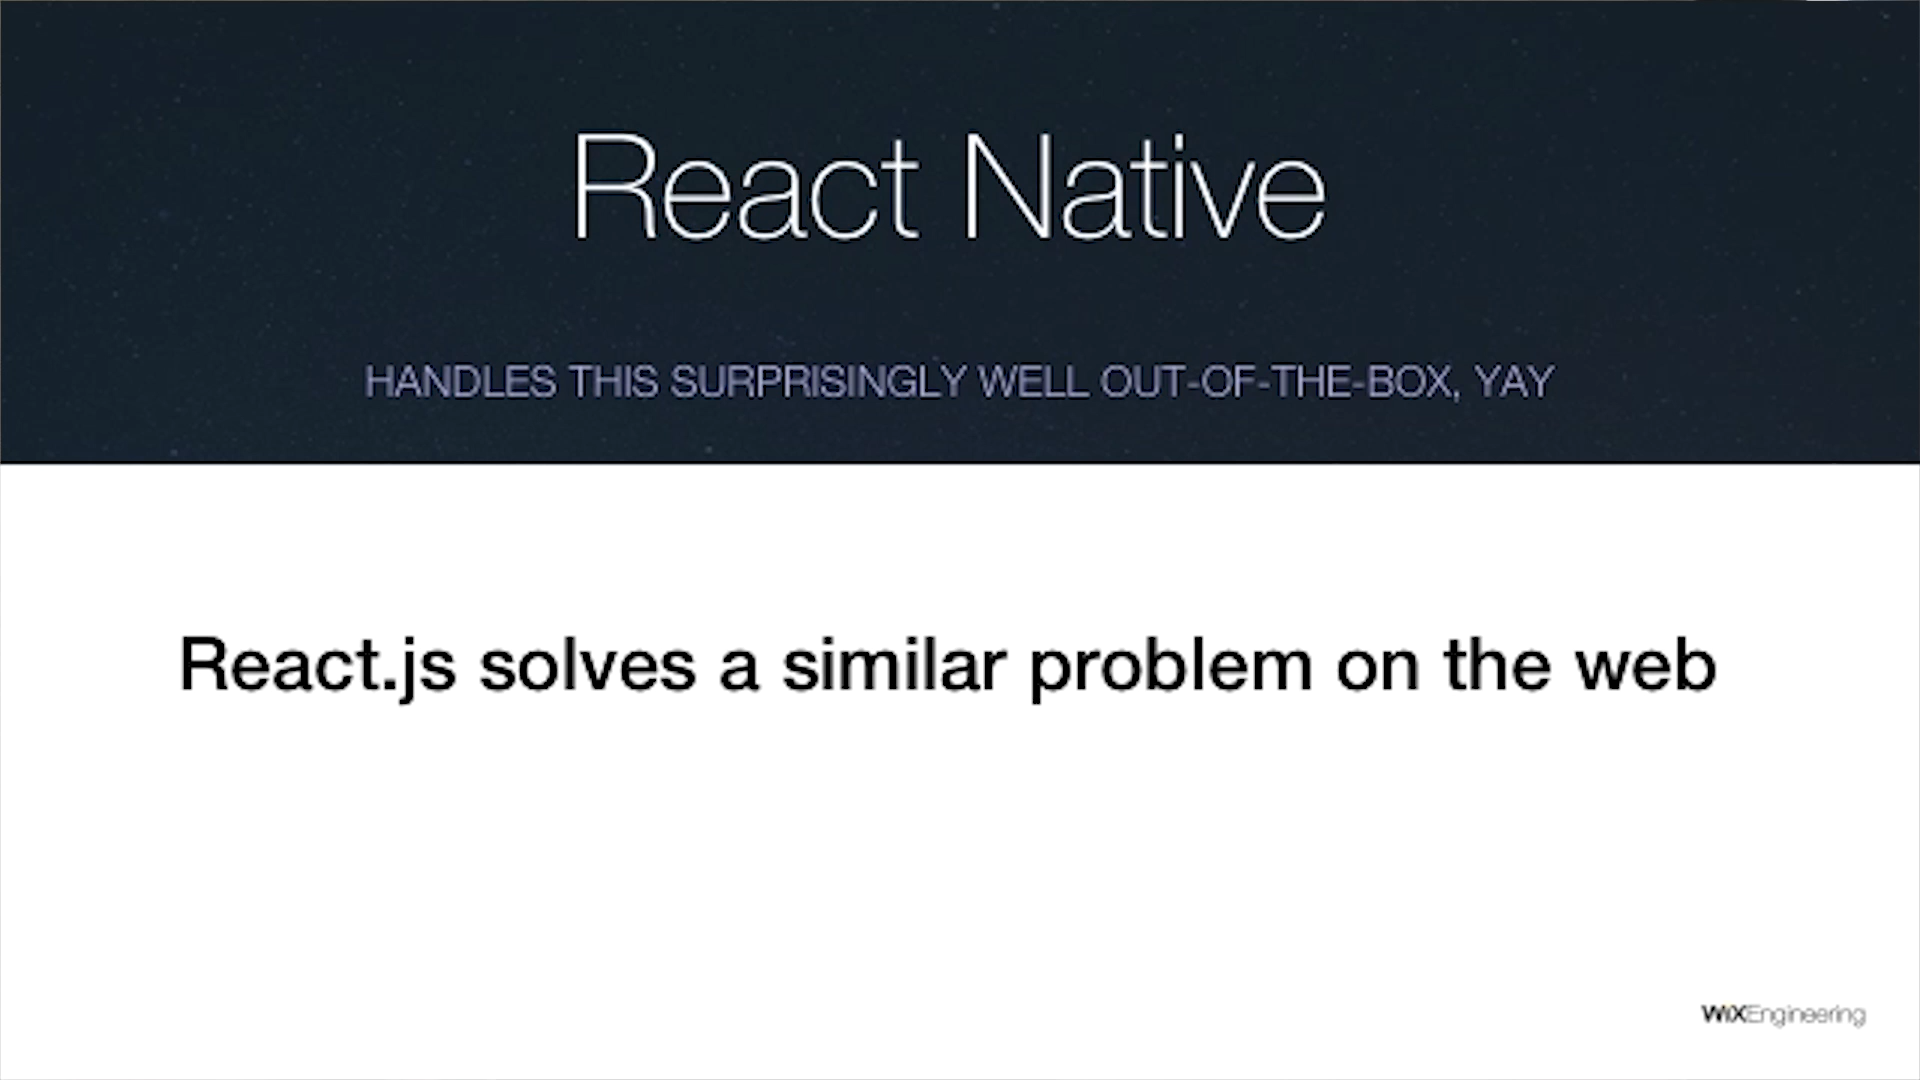 React Native
HANDLES THIS SURPRISINGLY WELL OUT-OF-THE-BOX, YAY
React.js solves a similar problem on the web
WiXEngineering